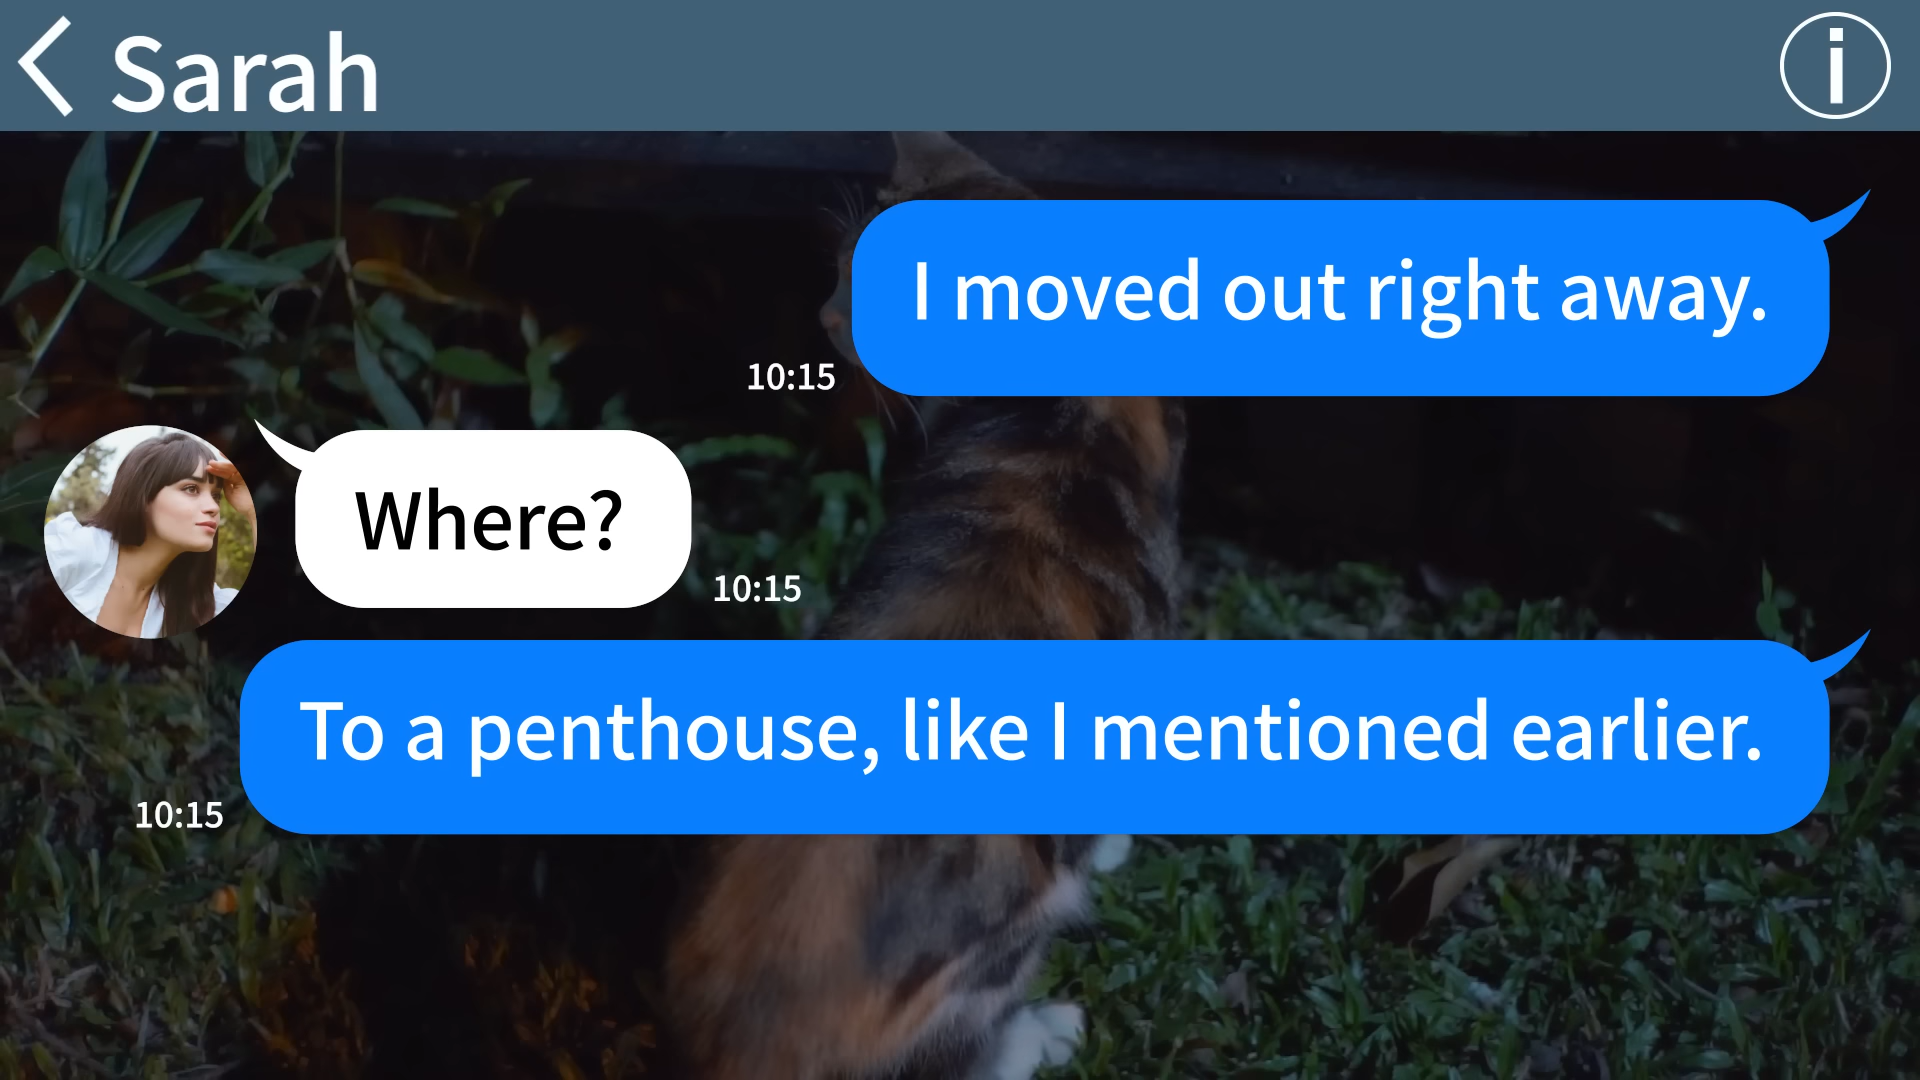 Sarah
I moved out right away.
10:15
Where?
10:15
To a penthouse, like I mentioned earlier.
10:15